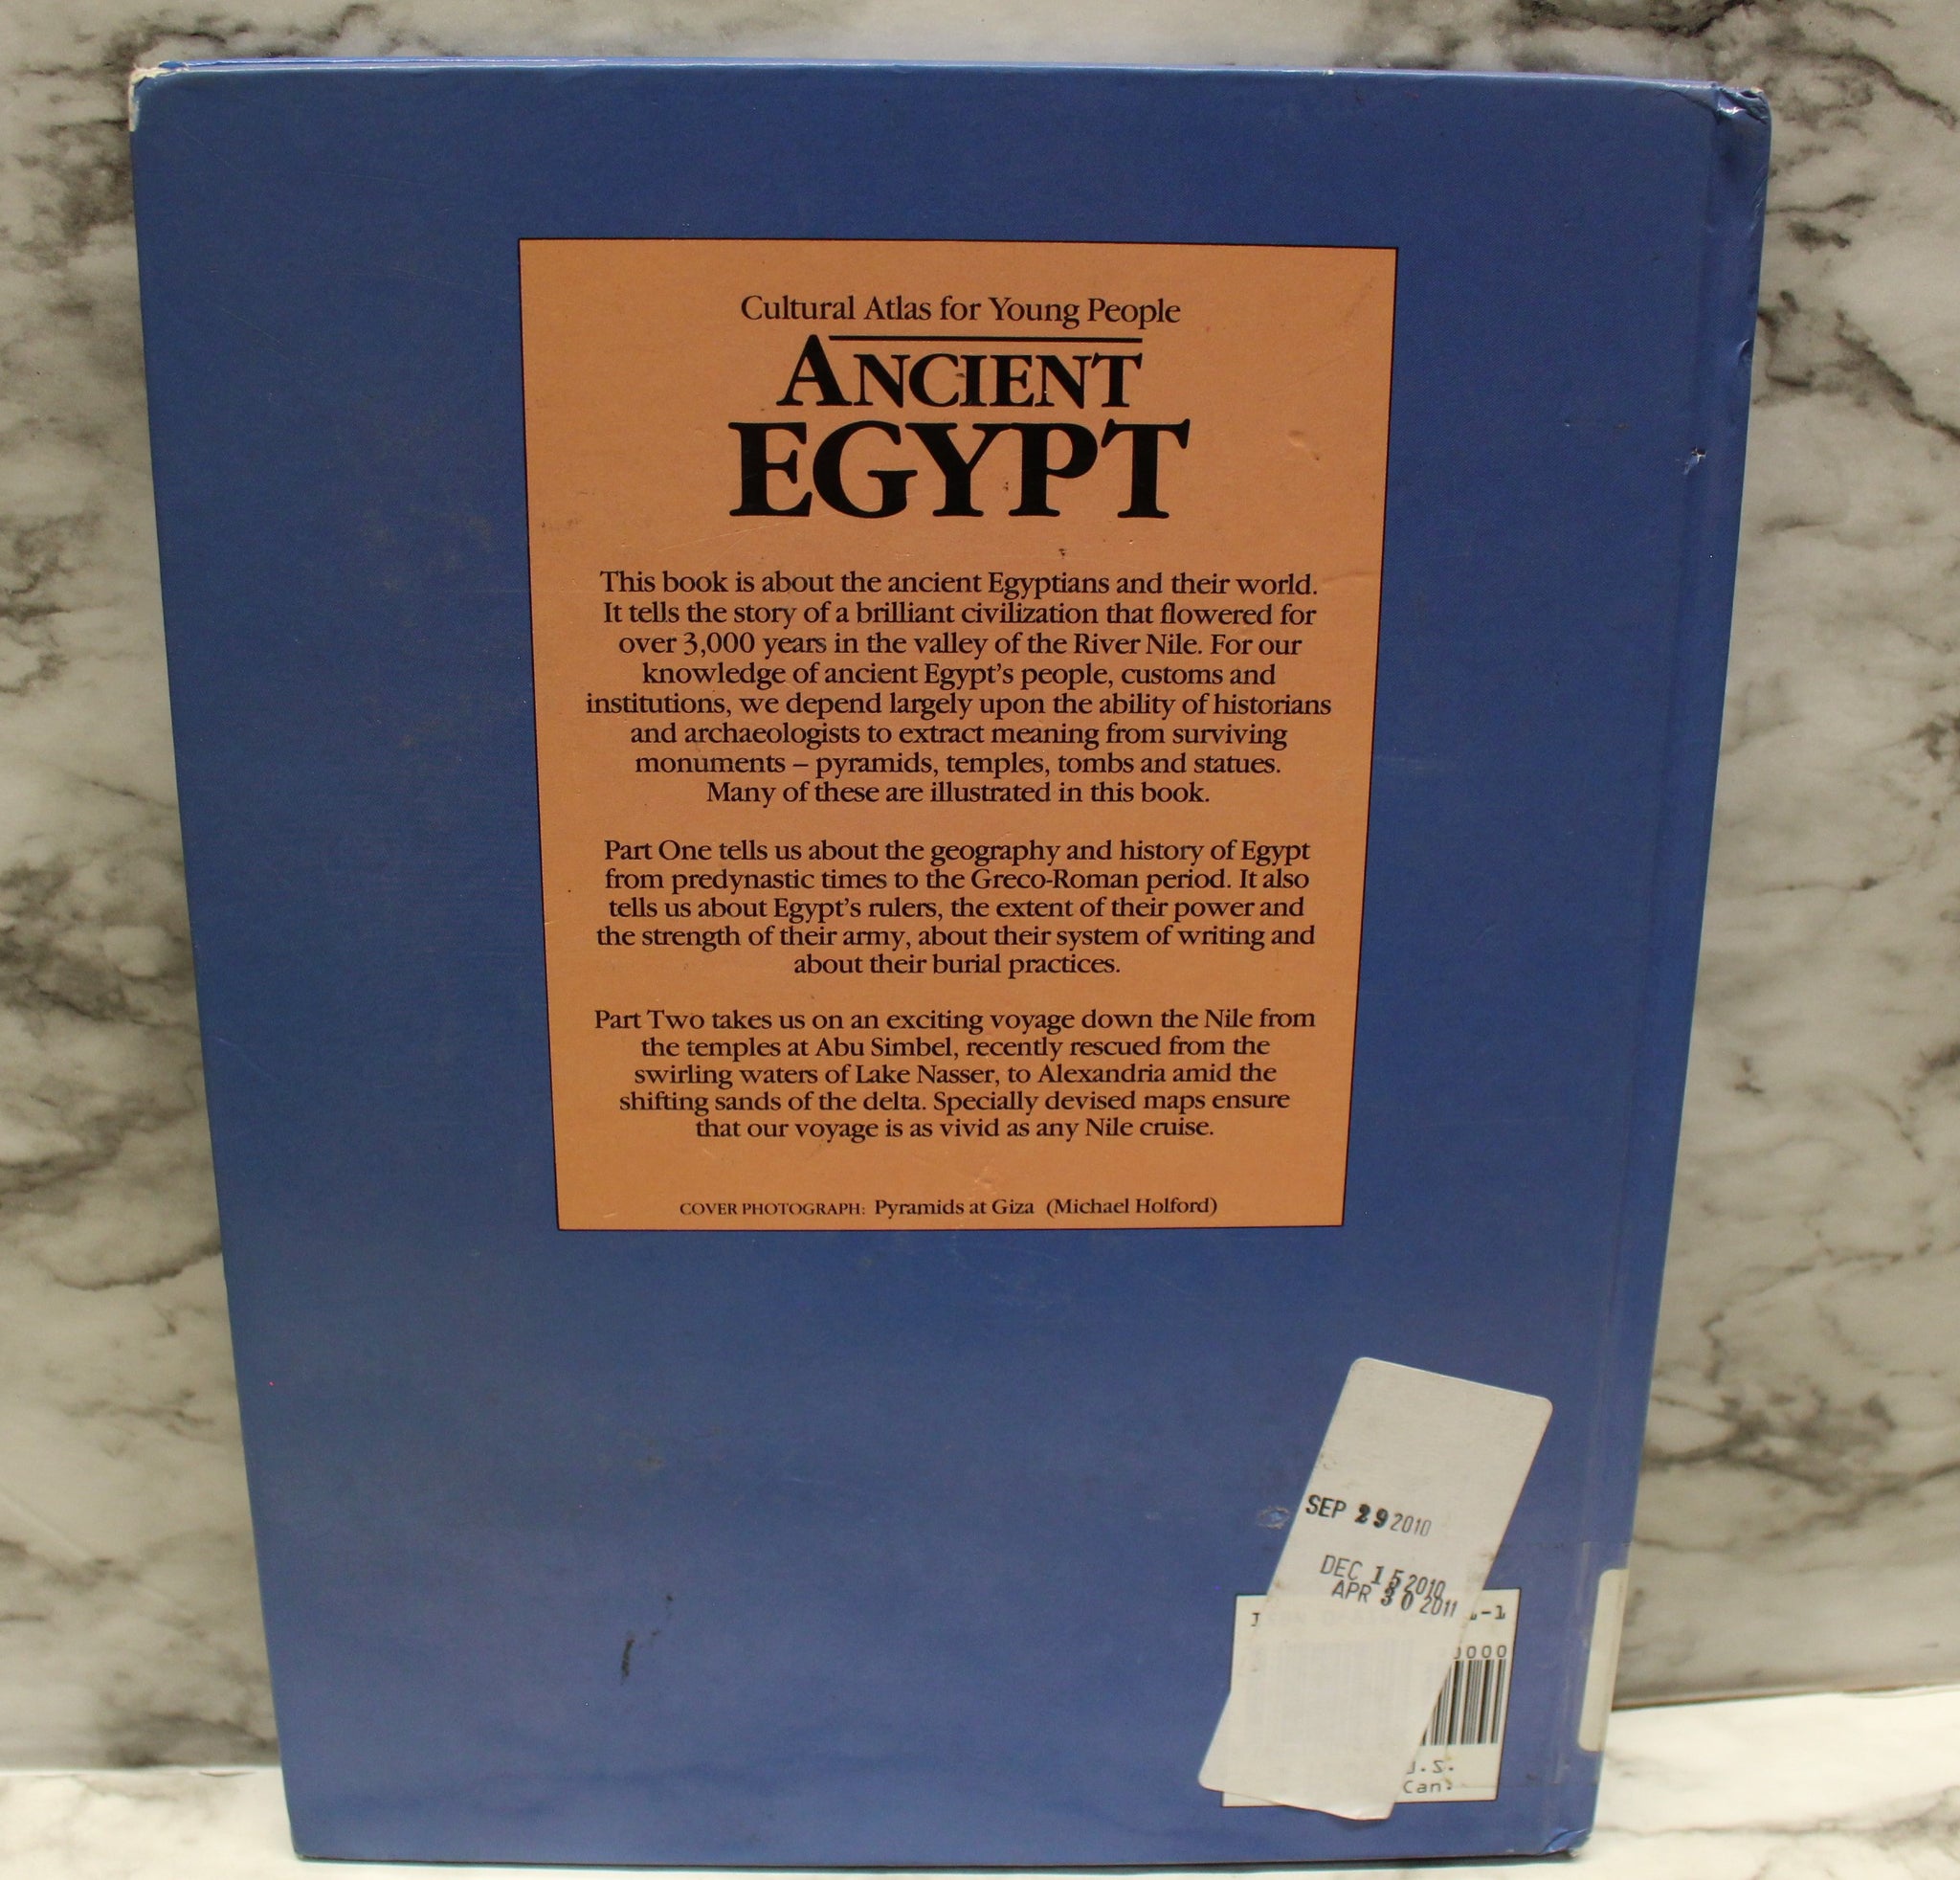 Cultural Atlas for Young People
ANCIENT
EGYPT
This book is about the ancient Egyptians and their world.
It tells the story of a brilliant civilization that flowered for
over 3,000 years in the valley of the River Nile. For our
knowledge of ancient Egypt's people, customs and
institutions, we depend largely upon the ability of historians
and archaeologists to extract meaning from surviving
monuments – pyramids, temples, tombs and statues.
Many of these are illustrated in this book.
Part One tells us about the geography and history of Egypt
from predynastic times to the Greco-Roman period. It also
tells us about Egypt's rulers, the extent of their power and
the strength of their army, about their system of writing and
about their burial practices.
Part Two takes us on an exciting voyage down the Nile from
the temples at Abu Simbel, recently rescued from the
swirling waters of Lake Nasser, to Alexandria amid the
shifting sands of the delta. Specially devised maps ensure
that our voyage is as vivid as any Nile cruise.
COVER PHOTOGRAPH: Pyramids at Giza (Michael Holford)
SEP 29 2010
DEC 15 2010
APR 30 2011
-1
000
.S.
Can.